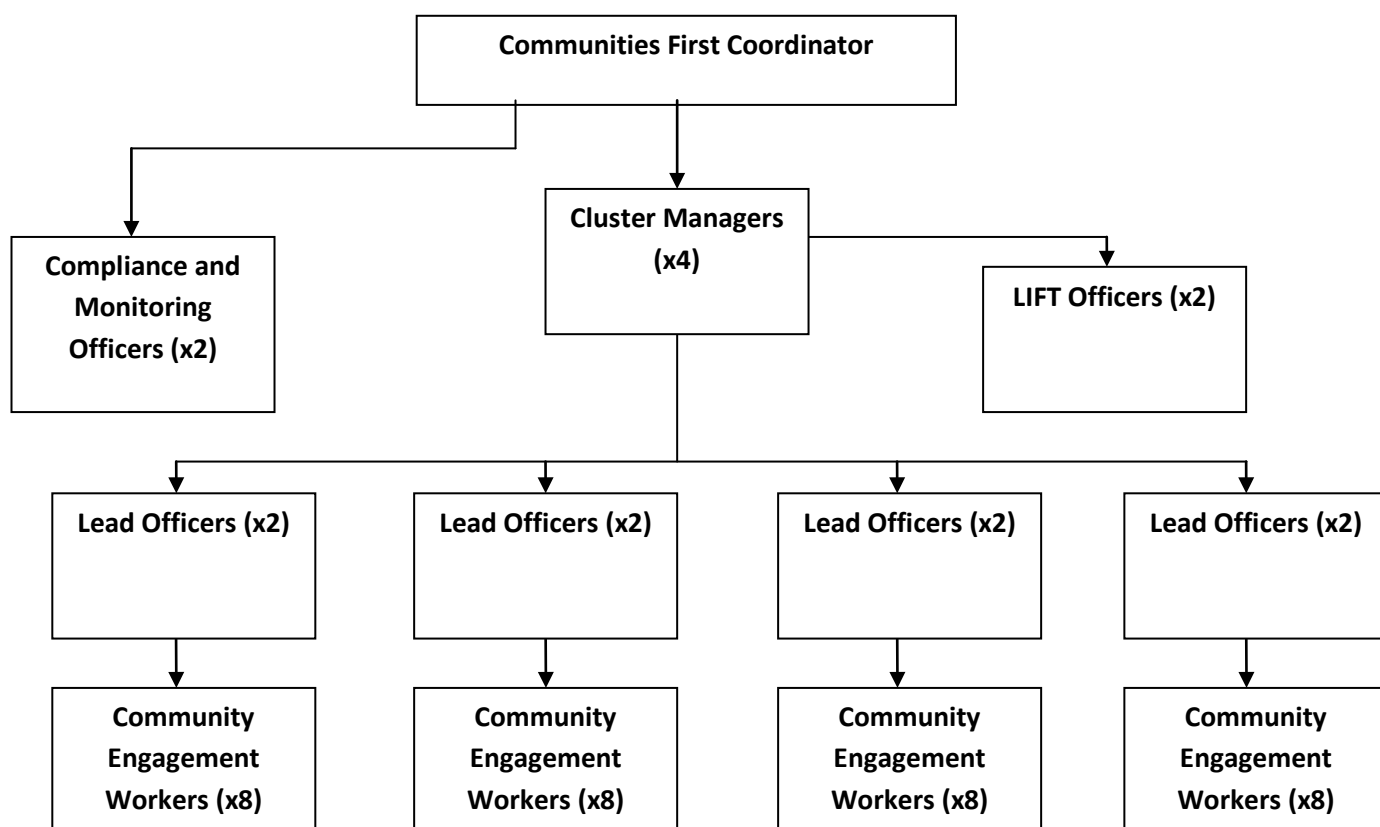 Communities First Coordinator
Cluster Managers
(x4)
Compliance and
Monitoring
Officers (x2)
LIFT Officers (x2)
Lead Officers (x2)
Lead Officers (x2)
Lead Officers (x2)
Lead Officers (x2)
Community
Engagement
Workers (x8)
Community
Engagement
Workers (x8)
Community
Engagement
Workers (x8)
Community
Engagement
Workers (x8)